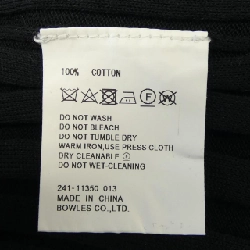 100% COTTON
DO NOT WASH
DO NOT BLEACH
DO NOT TUMBLE DRY
WARM IRON, USE PRESS CLOTH
DRY CLEANABLE Ⓕ
DO NOT WET-CLEANING
241-11350 013
MADE IN CHINA
BOWLES CO.,LTD.